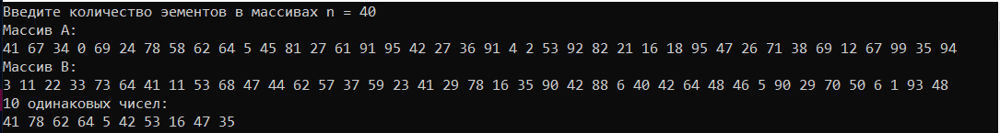 Введите количество эементов в массивах n = 40
Массив A:
41 67 34 0 69 24 78 58 62 64 5 45 81 27 61 91 95 42 27 36 91 4 2 53 92 82 21 16 18 95 47 26 71 38 69 12 67 99 35 94
Массив B:
3 11 22 33 73 64 41 11 53 68 47 44 62 57 37 59 23 41 29 78 16 35 90 42 88 6 40 42 64 48 46 5 90 29 70 50 6 1 93 48
10 одинаковых чисел:
41 78 62 64 5 42 53 16 47 35